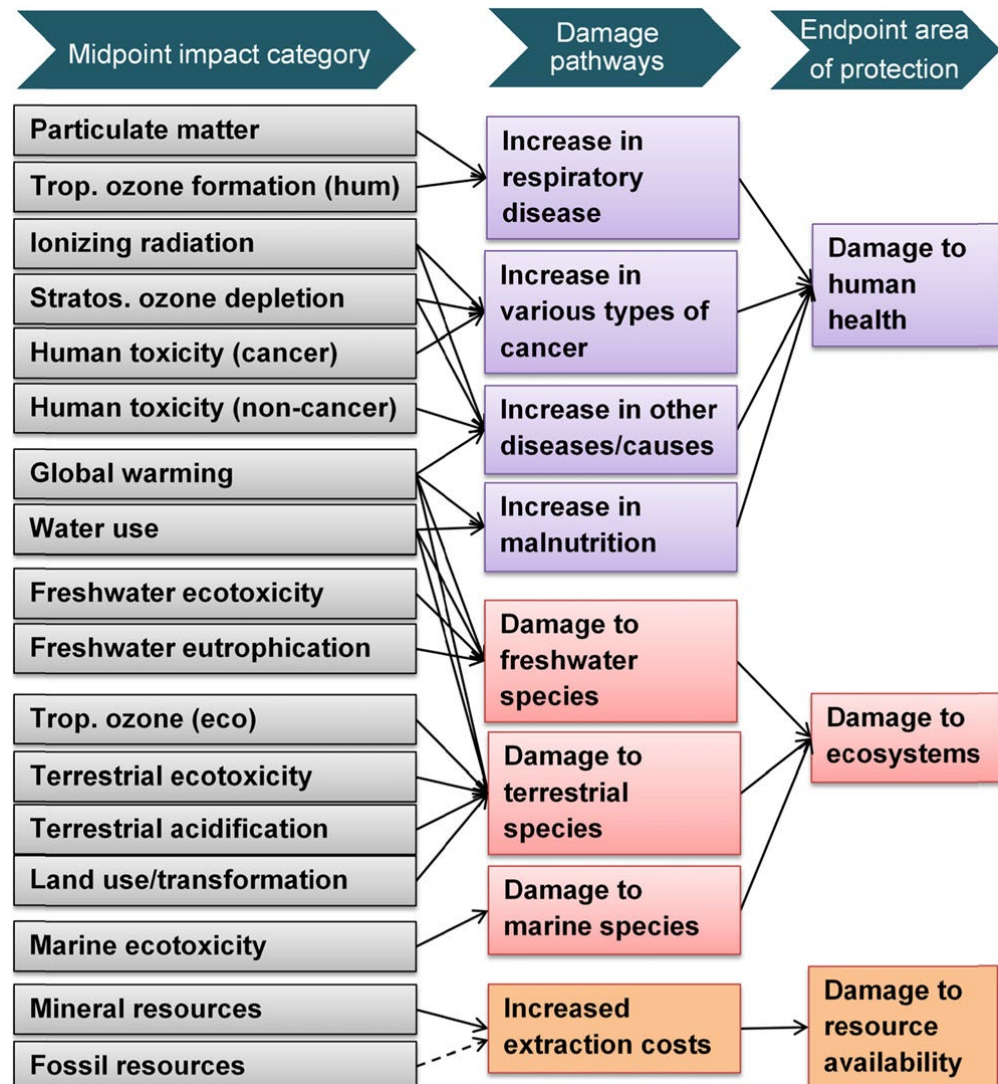 Midpoint impact category
Damage
pathways
Endpoint area
of protection
Particulate matter
Trop. ozone formation (hum)
Ionizing radiation
Stratos. ozone depletion
Human toxicity (cancer)
Human toxicity (non-cancer)
Global warming
Water use
Freshwater ecotoxicity
Freshwater eutrophication
Trop. ozone (eco)
Terrestrial ecotoxicity
Terrestrial acidification
Land use/transformation
Marine ecotoxicity
Mineral resources
Fossil resources
Increase in
respiratory
disease
Increase in
various types of
cancer
Increase in other
diseases/causes
Increase in
malnutrition
Damage to
freshwater
species
Damage to
terrestrial
species
Damage to
marine species
Increased
extraction costs
Damage to
human
health
Damage to
ecosystems
Damage to
resource
availability